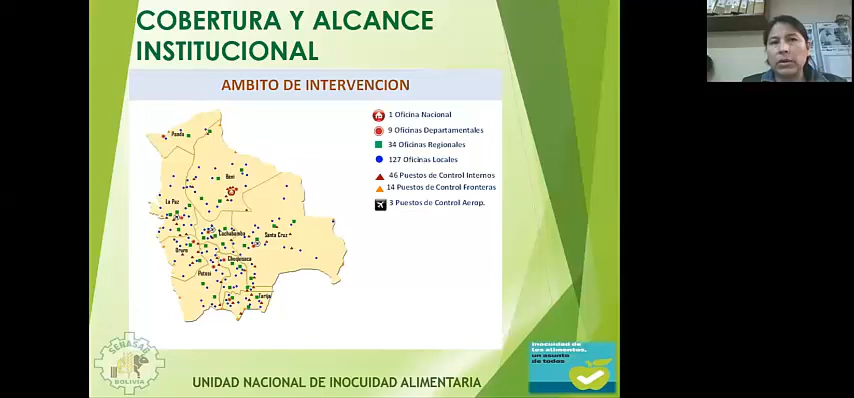 COBERTURA Y ALCANCE
INSTITUCIONAL
AMBITO DE INTERVENCION
1 Oficina Nacional
9 Oficinas Departamentales
34 Oficinas Regionales
127 Oficinas Locales
46 Puestos de Control Internos
14 Puestos de Control Fronteras
3 Puestos de Control Aerop.
Pando
Beni
La Paz
Cochabamba
Santa Cruz
Oruro
Chuquisaca
Potosi
Tarija
SENASAG
BOLIVIA
UNIDAD NACIONAL DE INOCUIDAD ALIMENTARIA
Inocuidad de
los alimentos,
un asunto
de todos